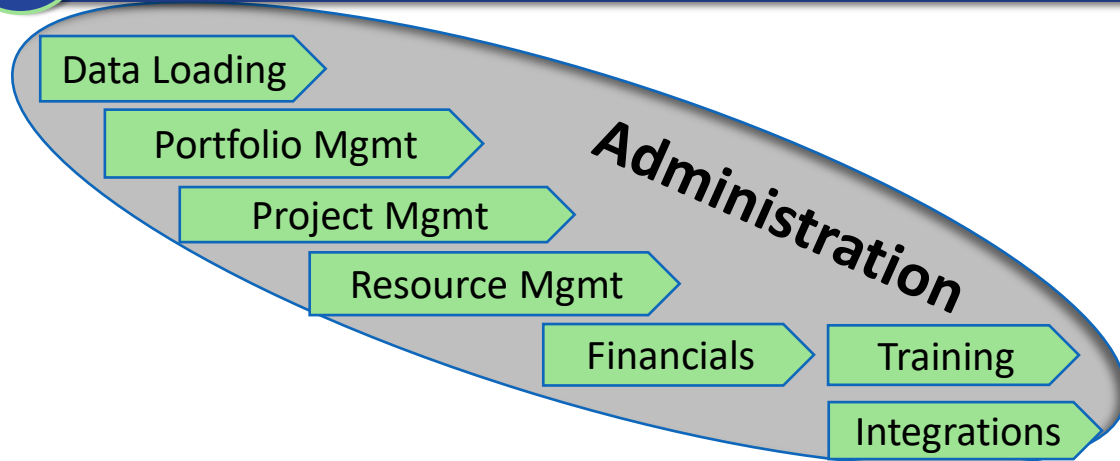 Data Loading
Portfolio Mgmt
Administration
Project Mgmt
Resource Mgmt
Financials
Training
Integrations